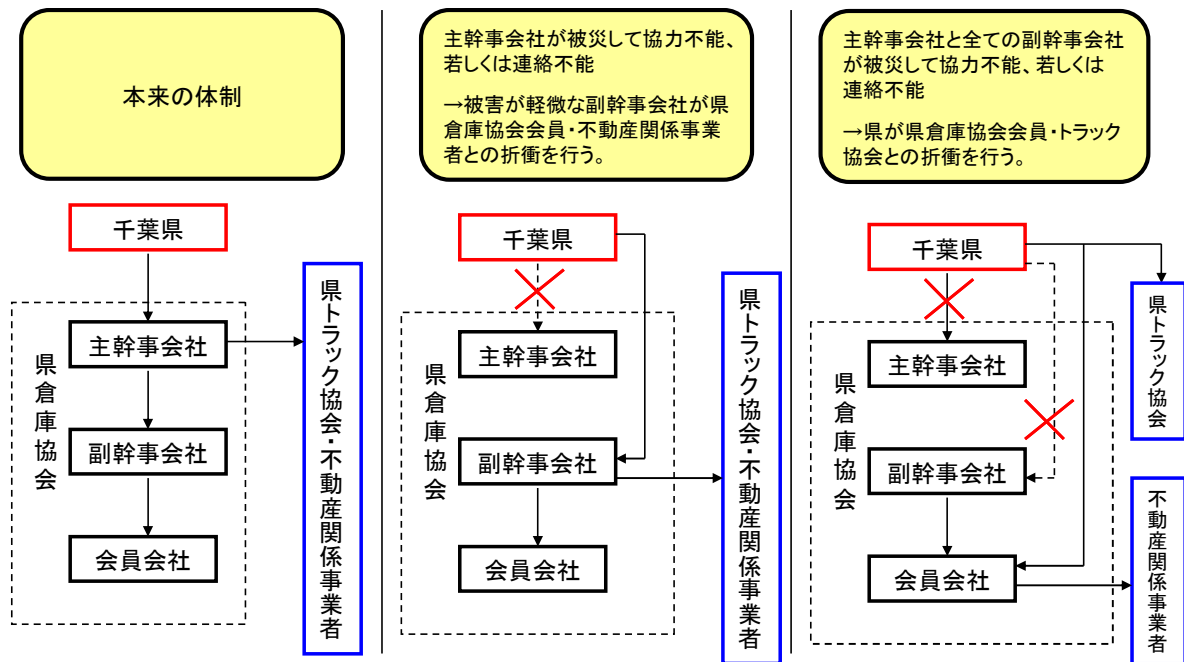 本来の体制
千葉県
県倉庫協会
主幹事会社
副幹事会社
会員会社
県トラック協会・不動産関係事業者
主幹事会社が被災して協力不能、
若しくは連絡不能
→被害が軽微な副幹事会社が県
倉庫協会会員・不動産関係事業
者との折衝を行う。
千葉県
県倉庫協会
主幹事会社
副幹事会社
会員会社
県トラック協会・不動産関係事業者
主幹事会社と全ての副幹事会社
が被災して協力不能、若しくは
連絡不能
→県が県倉庫協会会員・トラック
協会との折衝を行う。
千葉県
県倉庫協会
主幹事会社
副幹事会社
会員会社
県トラック協会
不動産関係事業者